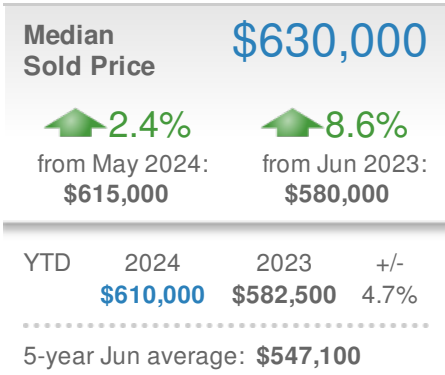 Median $630,000
Sold Price
2.4% 8.6%
from May 2024: from Jun 2023:
$615,000 $580,000
YTD 2024 2023 +/-
$610,000 $582,500 4.7%
5-year Jun average: $547,100